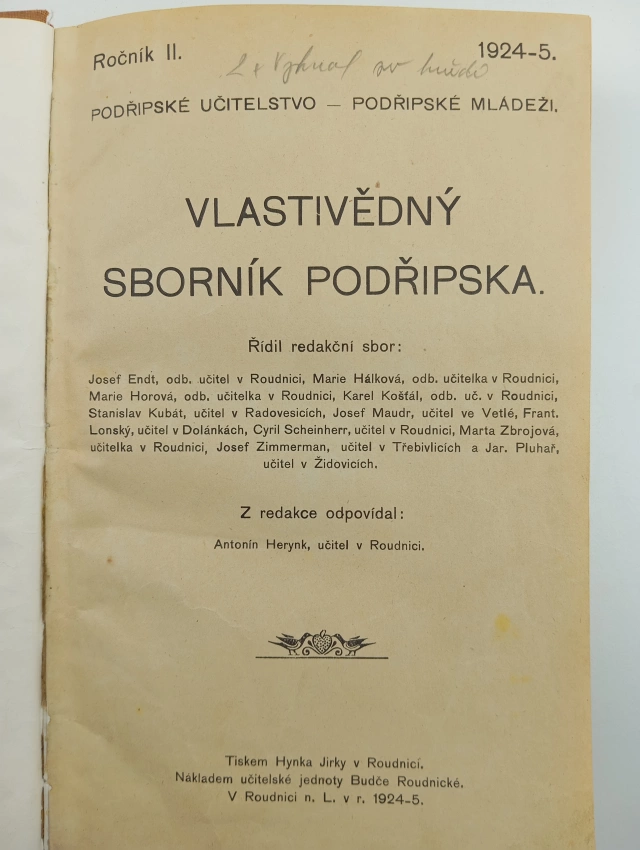 Ročník II. 1924-5.
PODŘIPSKÉ UČITELSTVO — PODŘIPSKÉ MLÁDEŽI.
VLASTIVĚDNÝ
SBORNÍK PODŘIPSKA.
Řídil redakční sbor:
Josef Endt, odb. učitel v Roudnici, Marie Hálková, odb. učitelka v Roudnici,
Marie Horová, odb. učitelka v Roudnici, Karel Košťál, odb. uč. v Roudnici,
Stanislav Kubát, učitel v Radovesicích, Josef Maudr, učitel ve Vetlé, Frant.
Lonský, učitel v Dolánkách, Cyril Scheinherr, učitel v Roudnici, Marta Zbrojová,
učitelka v Roudnici, Josef Zimmerman, učitel v Třebivlicích a Jar. Pluhař,
učitel v Židovicích.
Z redakce odpovídal:
Antonín Herynk, učitel v Roudnici.
Tiskem Hynka Jirky v Roudnicí.
Nákladem učitelské jednoty Budče Roudnické.
V Roudnici n. L. v r. 1924-5.